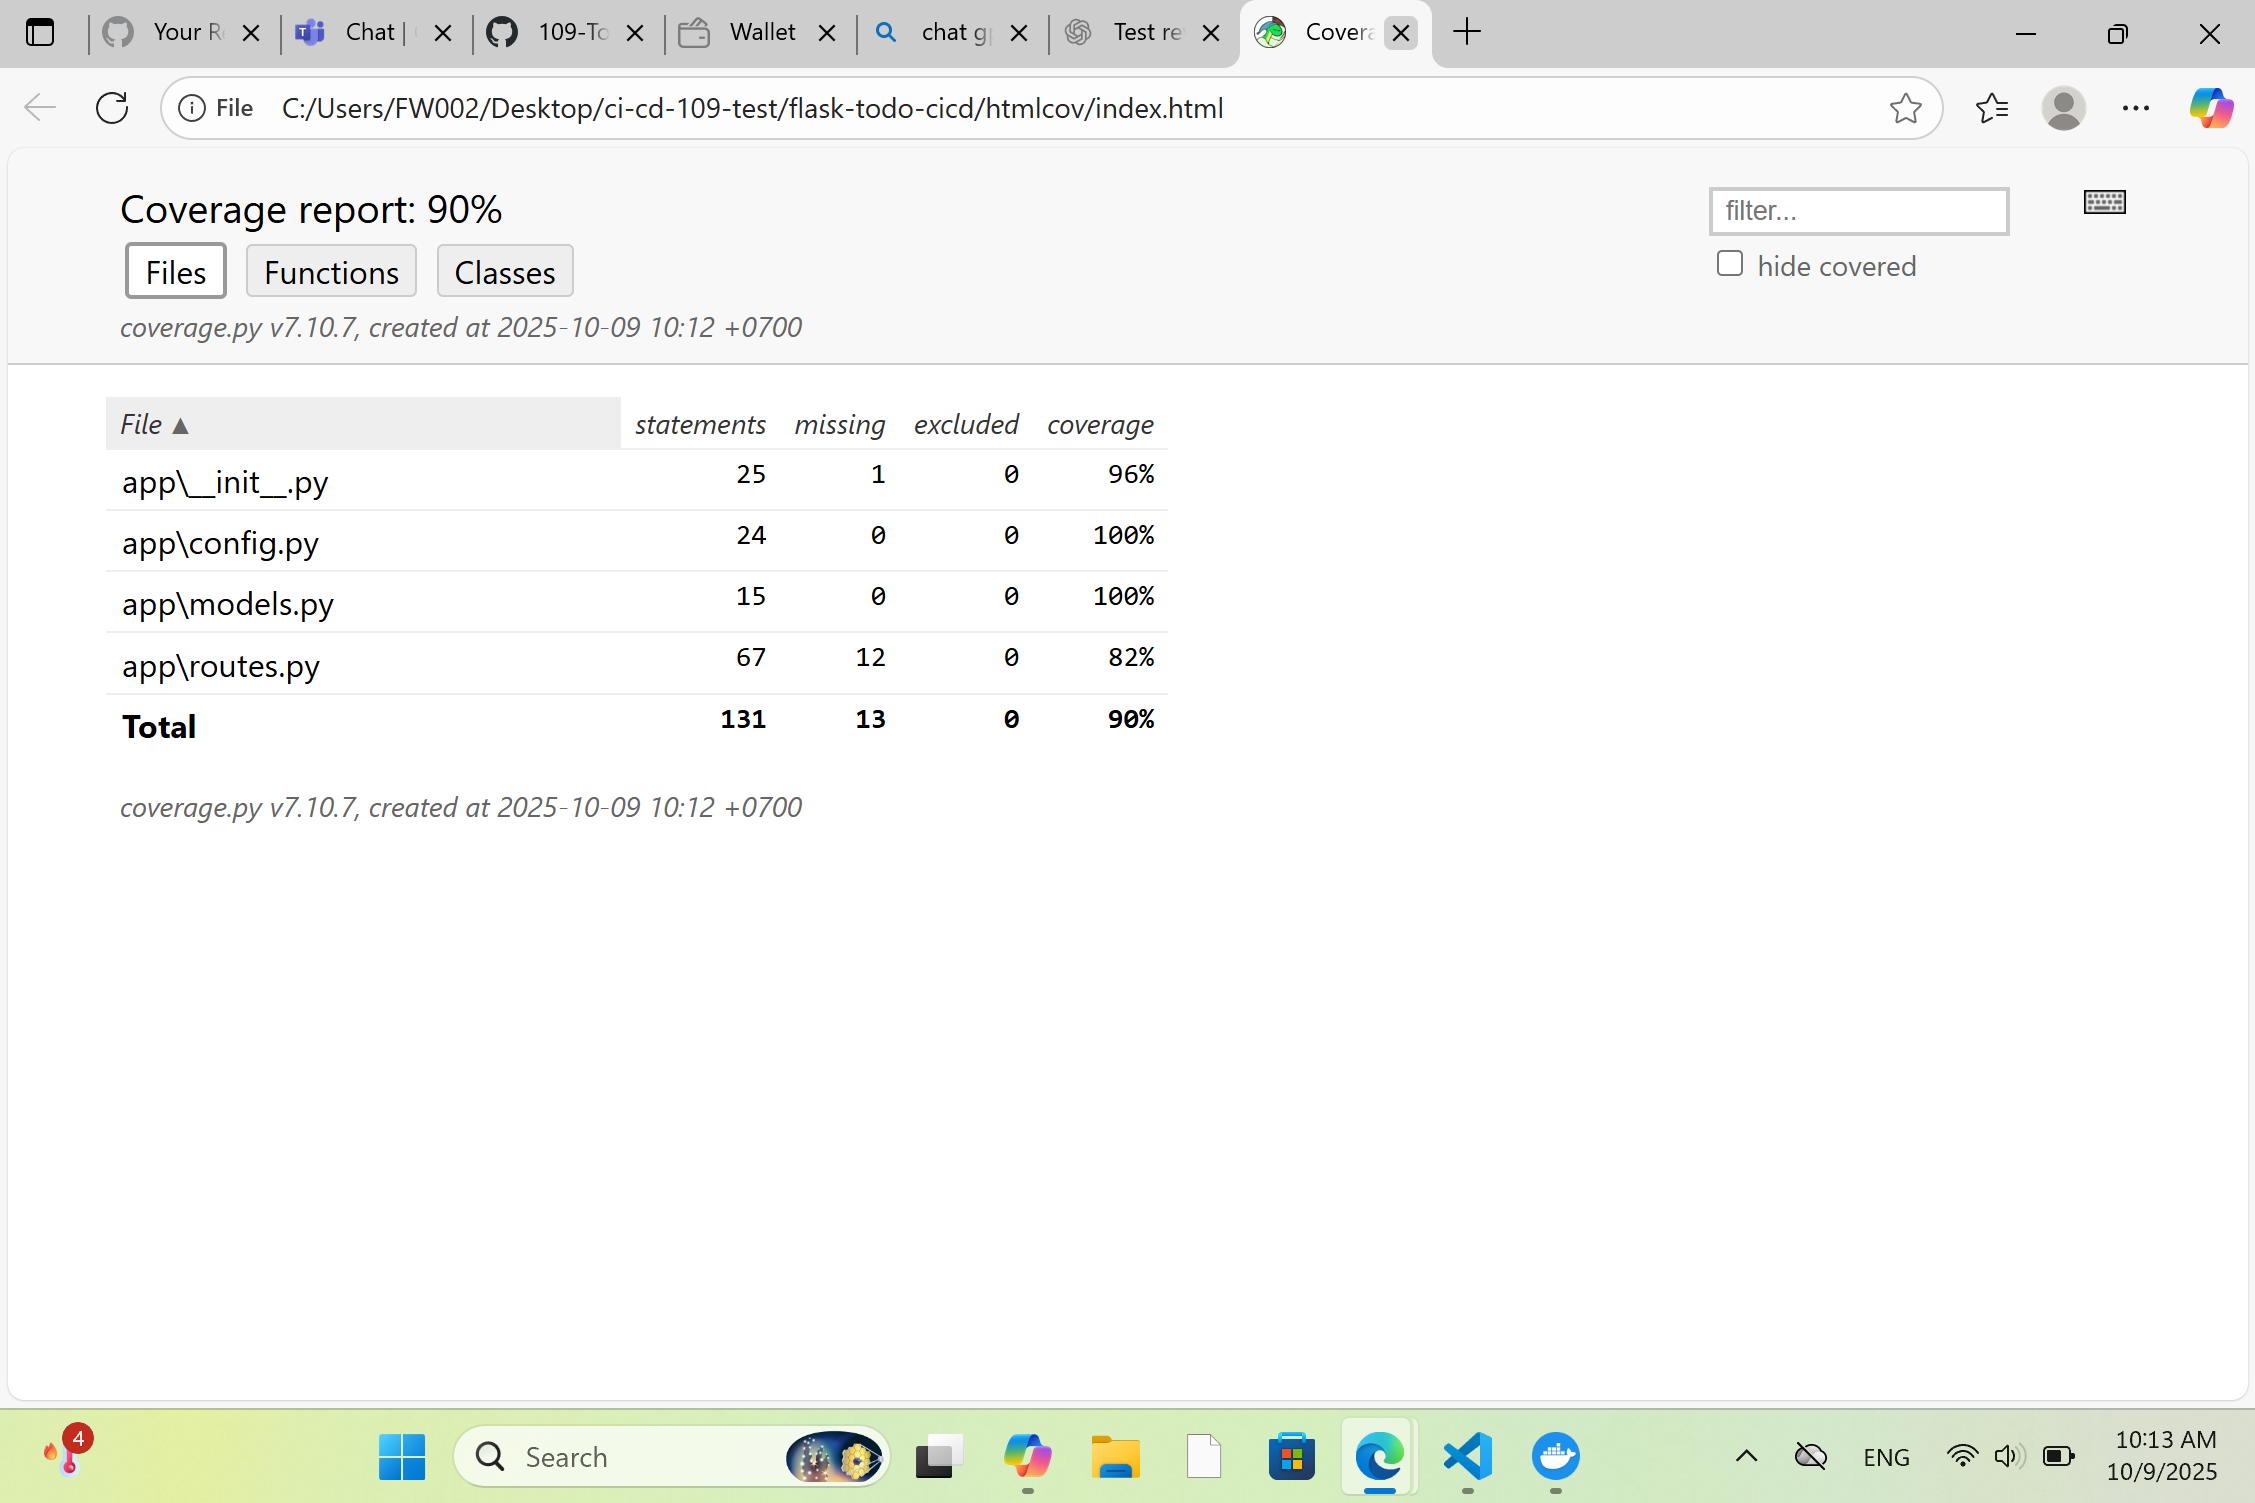 Your R
Chat |
109-To
Wallet
chat g
Test re
Covera
File
C:/Users/FW002/Desktop/ci-cd-109-test/flask-todo-cicd/htmlcov/index.html
Coverage report: 90%
filter...
hide covered
Files
Functions
Classes
coverage.py v7.10.7, created at 2025-10-09 10:12 +0700
File ▲ statements missing excluded coverage
app\__init__.py 25 1 0 96%
app\config.py 24 0 0 100%
app\models.py 15 0 0 100%
app\routes.py 67 12 0 82%
Total 131 13 0 90%
coverage.py v7.10.7, created at 2025-10-09 10:12 +0700
4
Search
ENG
10:13 AM
10/9/2025